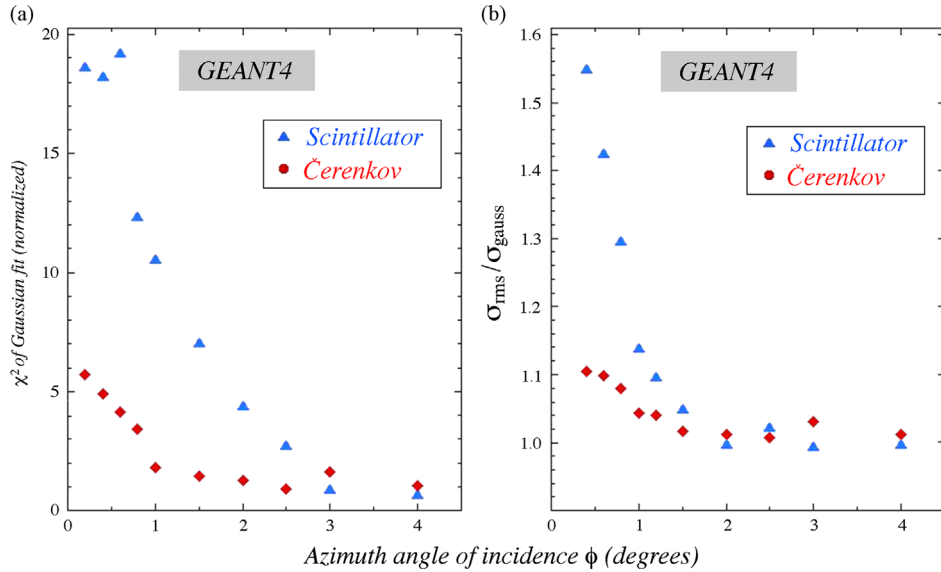 (a)
20
15
10
5
0
0
1
2
3
4
χ² of Gaussian fit (normalized)
GEANT4
Scintillator
Čerenkov
(b)
1.6
1.5
1.4
1.3
1.2
1.1
1.0
0
1
2
3
4
σrms/σgauss
GEANT4
Scintillator
Čerenkov
Azimuth angle of incidence ϕ (degrees)